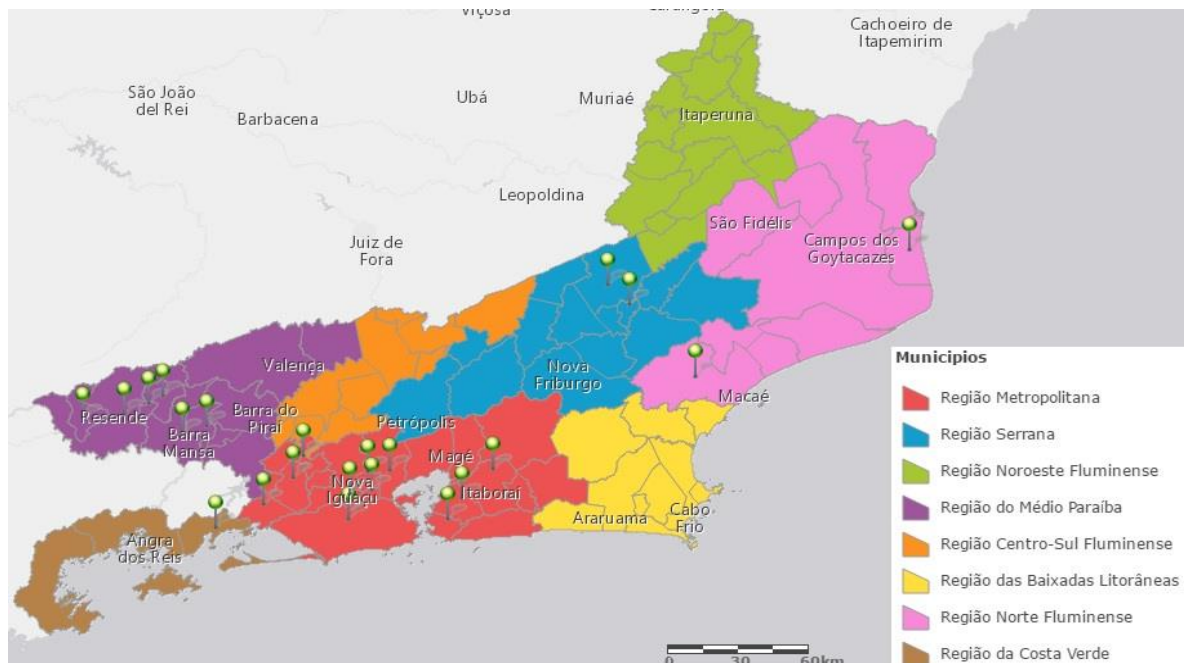 Viçosa
Carangola
Cachoeiro de
Itapemirim
São João
del Rei
Ubá
Muriaé
Barbacena
Itaperuna
Leopoldina
São Fidélis
Juiz de
Fora
Campos dos
Goytacazes
Valença
Nova
Friburgo
Resende
Barra do
Piraí
Petrópolis
Macaé
Barra
Mansa
Magé
Nova
Iguaçu
Itaboraí
Araruama
Cabo
Frio
Angra
dos Reis
Municipios
Região Metropolitana
Região Serrana
Região Noroeste Fluminense
Região do Médio Paraíba
Região Centro-Sul Fluminense
Região das Baixadas Litorâneas
Região Norte Fluminense
Região da Costa Verde
0 30 60km